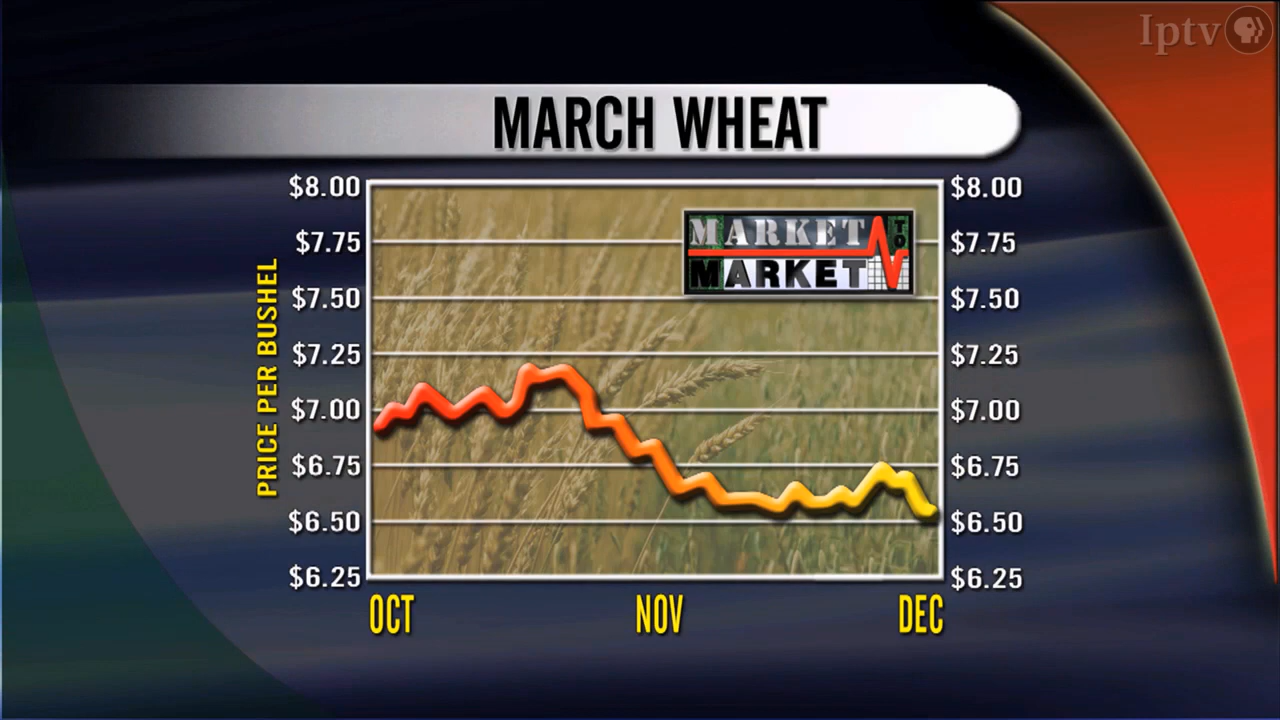 Iptv
MARCH WHEAT
$8.00 $8.00
$7.75 $7.75
$7.50 $7.50
$7.25 $7.25
$7.00 $7.00
$6.75 $6.75
$6.50 $6.50
$6.25 $6.25
PRICE PER BUSHEL
MARKET TO
MARKET
OCT NOV DEC